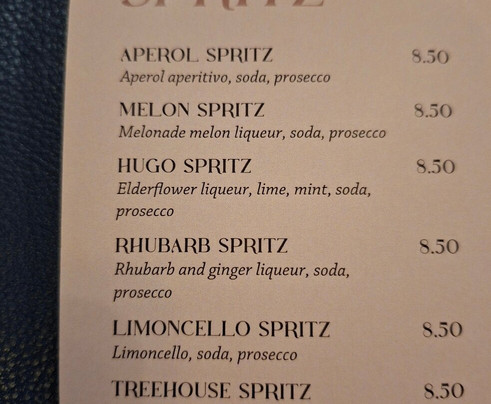 SPRITZ
APEROL SPRITZ 8.50
Aperol aperitivo, soda, prosecco
MELON SPRITZ 8.50
Melonade melon liqueur, soda, prosecco
HUGO SPRITZ 8.50
Elderflower liqueur, lime, mint, soda,
prosecco
RHUBARB SPRITZ 8.50
Rhubarb and ginger liqueur, soda,
prosecco
LIMONCELLO SPRITZ 8.50
Limoncello, soda, prosecco
TREEHOUSE SPRITZ 8.50